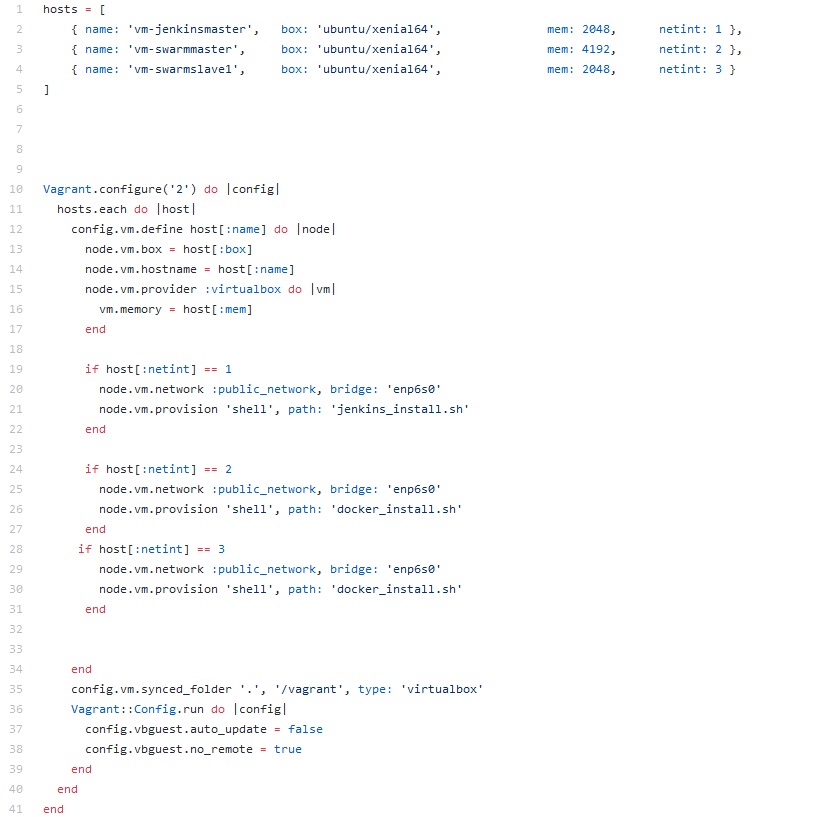 1 hosts = [
2     { name: 'vm-jenkinsmaster',   box: 'ubuntu/xenial64',               mem: 2048,      netint: 1 },
3     { name: 'vm-swarmmaster',     box: 'ubuntu/xenial64',               mem: 4192,      netint: 2 },
4     { name: 'vm-swarmslave1',     box: 'ubuntu/xenial64',               mem: 2048,      netint: 3 }
5 ]
6
7
8
9
10 Vagrant.configure('2') do |config|
11   hosts.each do |host|
12     config.vm.define host[:name] do |node|
13       node.vm.box = host[:box]
14       node.vm.hostname = host[:name]
15       node.vm.provider :virtualbox do |vm|
16         vm.memory = host[:mem]
17       end
18
19       if host[:netint] == 1
20         node.vm.network :public_network, bridge: 'enp6s0'
21         node.vm.provision 'shell', path: 'jenkins_install.sh'
22       end
23
24       if host[:netint] == 2
25         node.vm.network :public_network, bridge: 'enp6s0'
26         node.vm.provision 'shell', path: 'docker_install.sh'
27       end
28      if host[:netint] == 3
29         node.vm.network :public_network, bridge: 'enp6s0'
30         node.vm.provision 'shell', path: 'docker_install.sh'
31       end
32
33
34     end
35     config.vm.synced_folder '.', '/vagrant', type: 'virtualbox'
36     Vagrant::Config.run do |config|
37       config.vbguest.auto_update = false
38       config.vbguest.no_remote = true
39     end
40   end
41 end